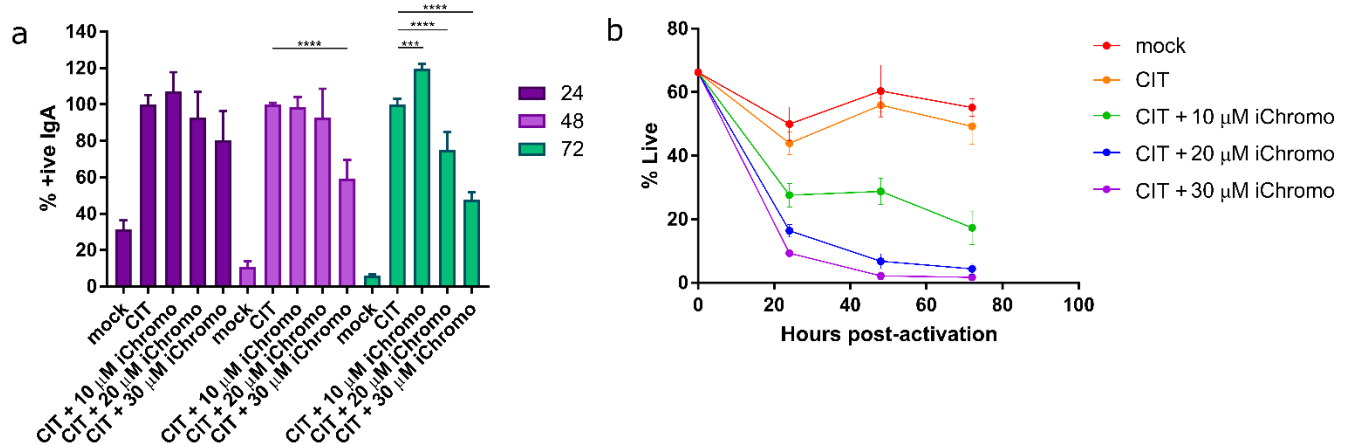 a
% +ive IgA
140
120
100
80
60
40
20
0
****
****
****
***
mock
CIT
CIT + 10 μM iChromo
CIT + 20 μM iChromo
CIT + 30 μM iChromo
mock
CIT
CIT + 10 μM iChromo
CIT + 20 μM iChromo
CIT + 30 μM iChromo
mock
CIT
CIT + 10 μM iChromo
CIT + 20 μM iChromo
CIT + 30 μM iChromo
24
48
72
b
% Live
80
60
40
20
0
0 20 40 60 80 100
Hours post-activation
mock
CIT
CIT + 10 μM iChromo
CIT + 20 μM iChromo
CIT + 30 μM iChromo